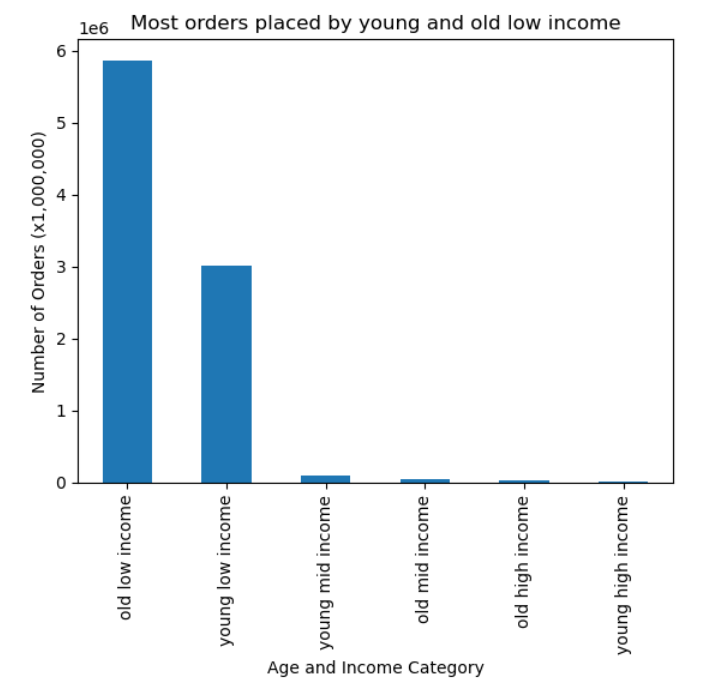 Most orders placed by young and old low income
1e6
6
5
4
3
2
1
0
Number of Orders (x1,000,000)
old low income
young low income
young mid income
old mid income
old high income
young high income
Age and Income Category